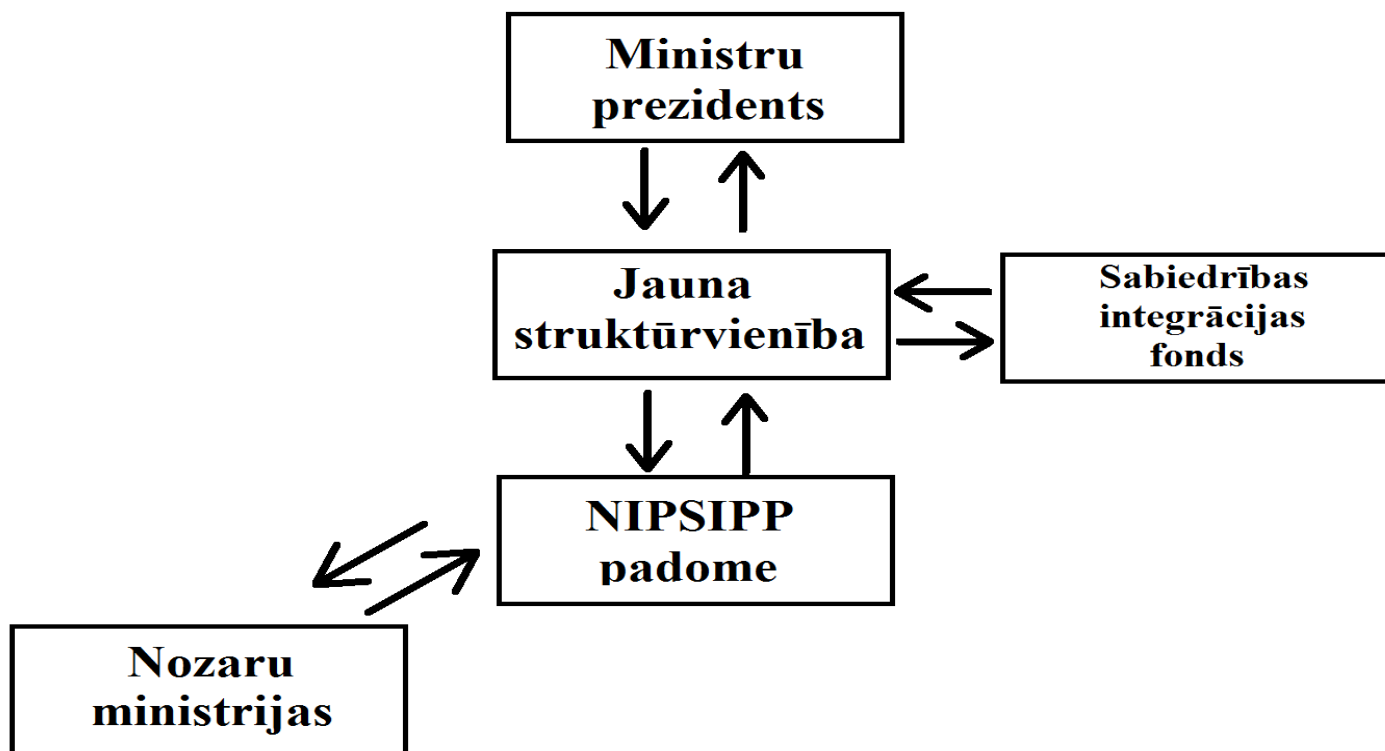 Ministru
prezidents
Jauna
struktūrvienība
Sabiedrības
integrācijas
fonds
NIPSIPP
padome
Nozaru
ministrijas